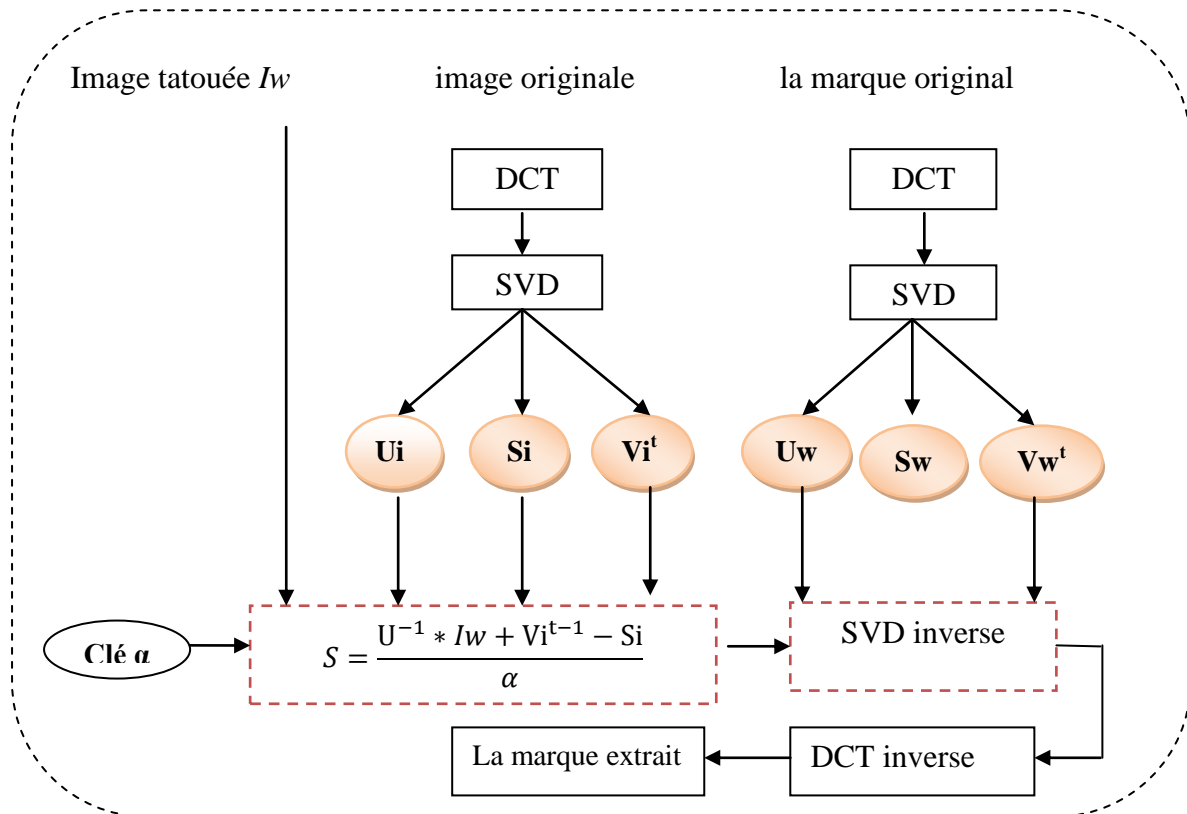 Image tatouée Iw
image originale
la marque original
DCT
DCT
SVD
SVD
Ui
Si
Viᵗ
Uw
Sw
Vwᵗ
Clé α
S = (U⁻¹ * Iw + Viᵗ⁻¹ − Si) / α
SVD inverse
La marque extrait
DCT inverse